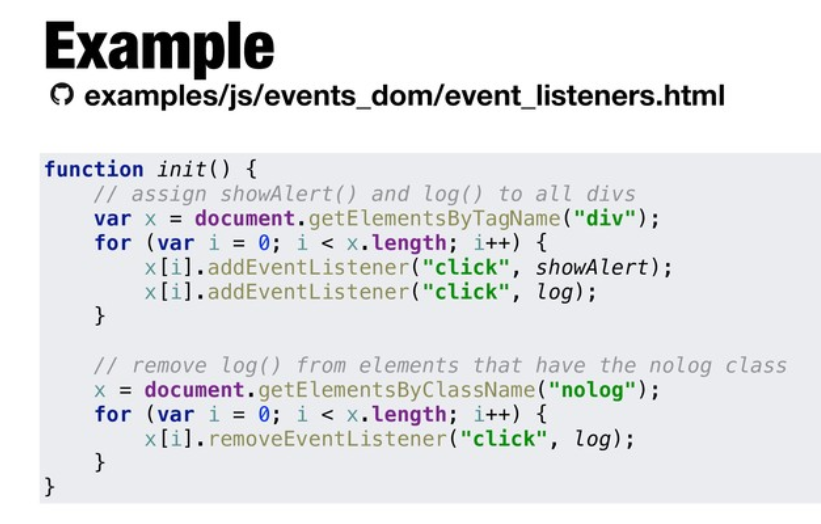 Example
examples/js/events_dom/event_listeners.html
function init() {
    // assign showAlert() and log() to all divs
    var x = document.getElementsByTagName("div");
    for (var i = 0; i < x.length; i++) {
        x[i].addEventListener("click", showAlert);
        x[i].addEventListener("click", log);
    }

    // remove log() from elements that have the nolog class
    x = document.getElementsByClassName("nolog");
    for (var i = 0; i < x.length; i++) {
        x[i].removeEventListener("click", log);
    }
}